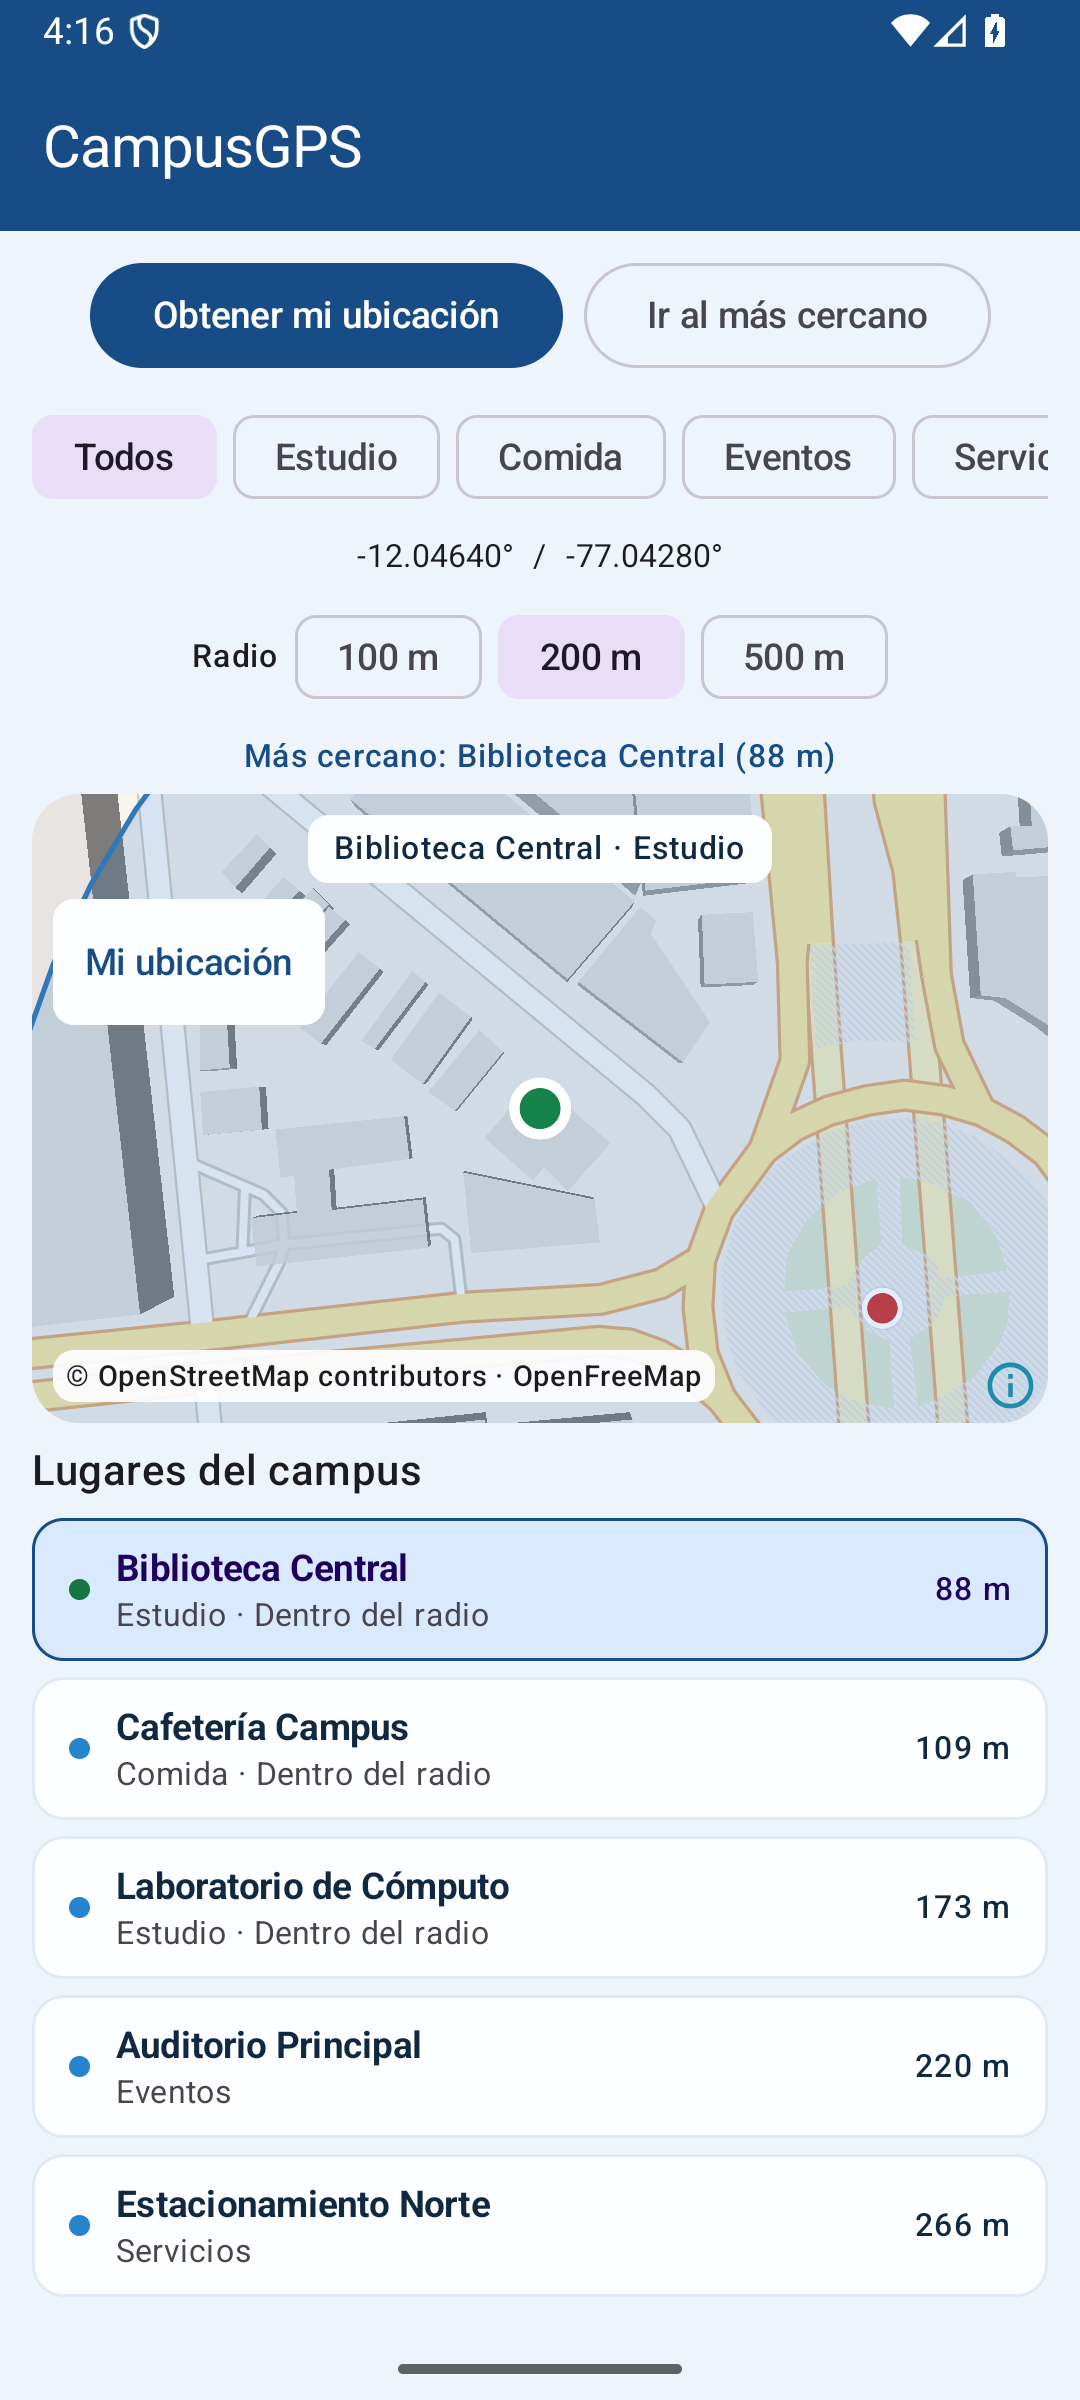 4:16
CampusGPS
Obtener mi ubicación
Ir al más cercano
Todos
Estudio
Comida
Eventos
Servic
-12.04640° / -77.04280°
Radio
100 m
200 m
500 m
Más cercano: Biblioteca Central (88 m)
Biblioteca Central · Estudio
Mi ubicación
© OpenStreetMap contributors · OpenFreeMap
Lugares del campus
Biblioteca Central
Estudio · Dentro del radio
88 m
Cafetería Campus
Comida · Dentro del radio
109 m
Laboratorio de Cómputo
Estudio · Dentro del radio
173 m
Auditorio Principal
Eventos
220 m
Estacionamiento Norte
Servicios
266 m